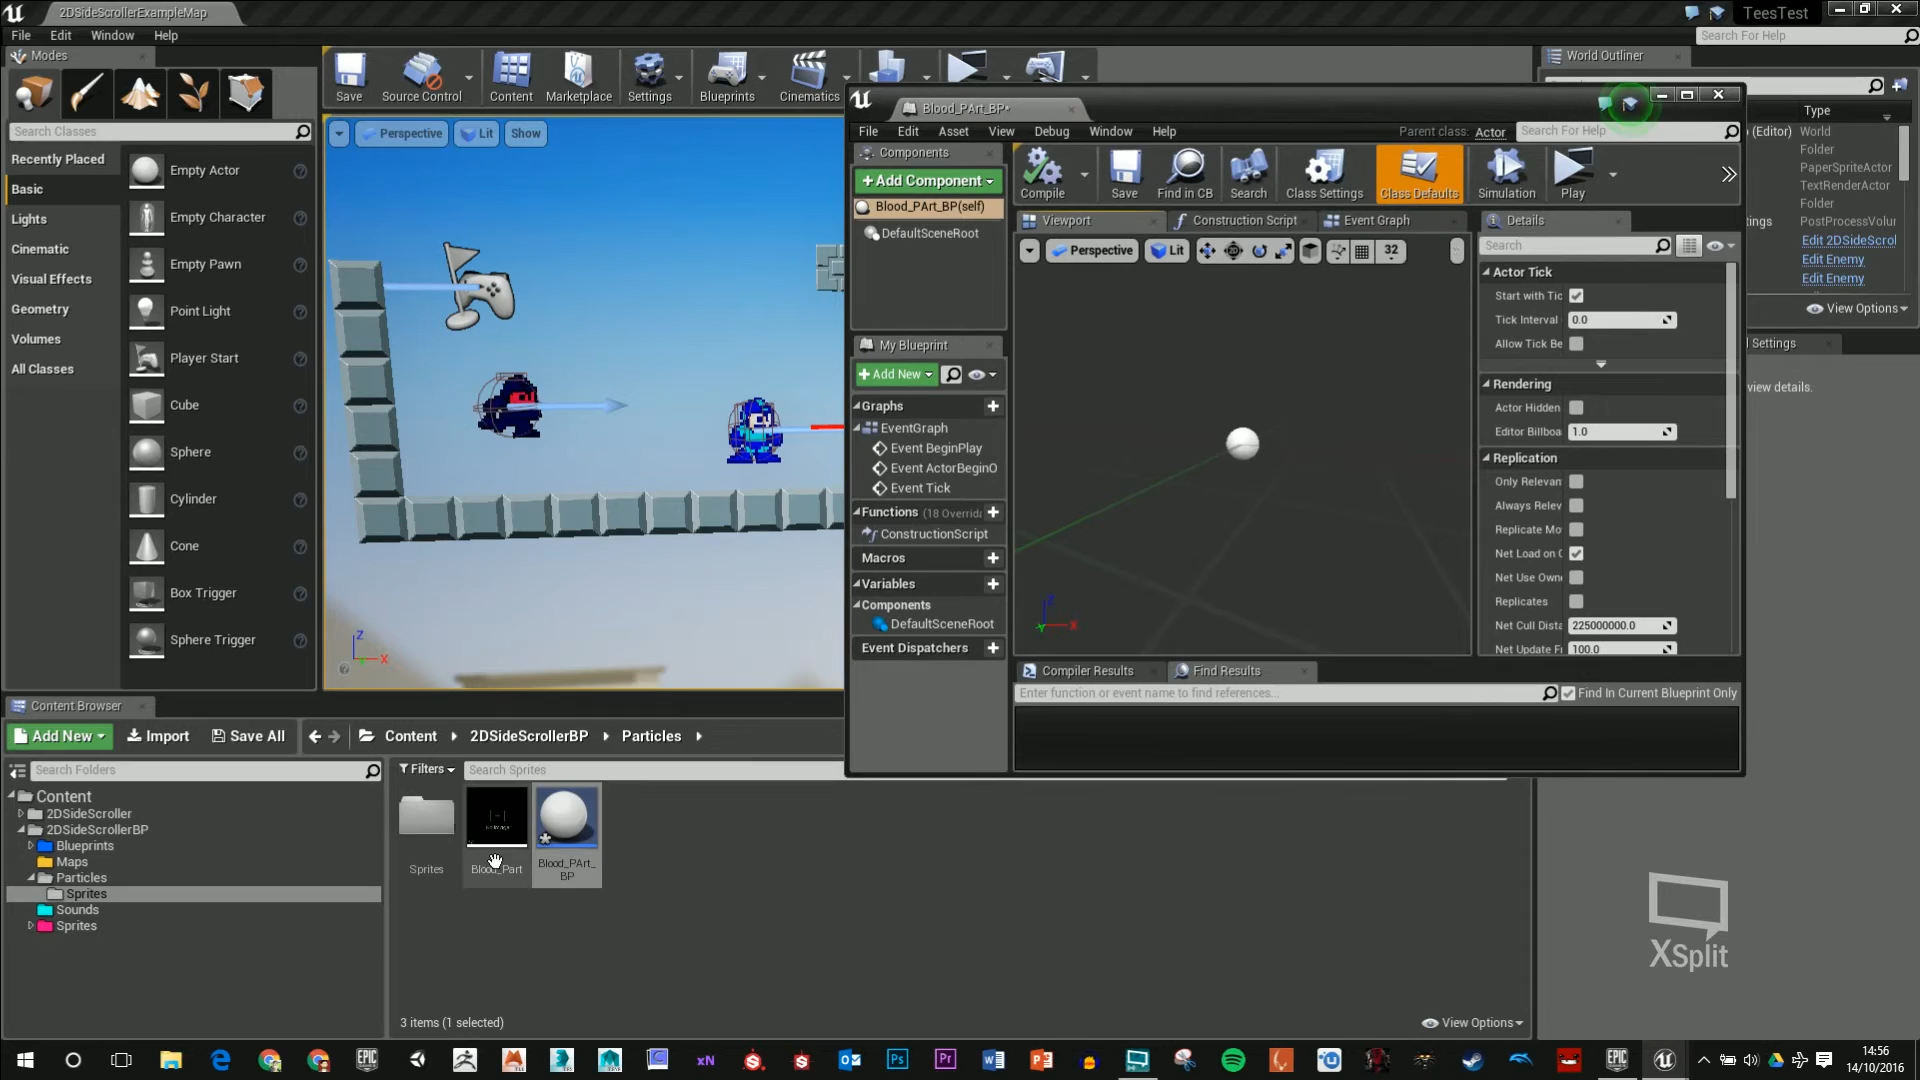 2DSideScrollerExampleMap
TeesTest
File Edit Window Help
Search For Help
Modes
Save
Source Control
Content
Marketplace
Settings
Blueprints
Cinematics
World Outliner
Search Classes
Recently Placed
Basic
Lights
Cinematic
Visual Effects
Geometry
Volumes
All Classes
Empty Actor
Empty Character
Empty Pawn
Point Light
Player Start
Cube
Sphere
Cylinder
Cone
Box Trigger
Sphere Trigger
Perspective
Lit
Show
Blood_PArt_BP*
File Edit Asset View Debug Window Help
Parent class: Actor
Search For Help
Components
+Add Component
Blood_PArt_BP(self)
DefaultSceneRoot
Compile
Save
Find in CB
Search
Class Settings
Class Defaults
Simulation
Play
Viewport
Construction Script
Event Graph
Perspective
Lit
32
My Blueprint
+Add New
Graphs
EventGraph
Event BeginPlay
Event ActorBeginO
Event Tick
Functions (18 Overrida
ConstructionScript
Macros
Variables
Components
DefaultSceneRoot
Event Dispatchers
Z
X
Y
Details
Search
Actor Tick
Start with Tic
Tick Interval 0.0
Allow Tick Be
Rendering
Actor Hidden
Editor Billboa 1.0
Replication
Only Relevan
Always Relev
Replicate Mo
Net Load on C
Net Use Owne
Replicates
Net Cull Dista 225000000.0
Net Update F 100.0
Compiler Results
Find Results
Enter function or event name to find references...
Find In Current Blueprint Only
Type
(Editor) World
Folder
PaperSpriteActor
TextRenderActor
Folder
tings PostProcessVolur
Edit 2DSideScrol
Edit Enemy
Edit Enemy
View Options
Settings
view details.
Z
X
Content Browser
Add New
Import
Save All
Content
2DSideScrollerBP
Particles
Search Folders
Filters
Search Sprites
Content
2DSideScroller
2DSideScrollerBP
Blueprints
Maps
Particles
Sprites
Sounds
Sprites
Sprites
No Image
Blood_Part
Blood_PArt_
BP
3 items (1 selected)
View Options
XSplit
14:56
14/10/2016